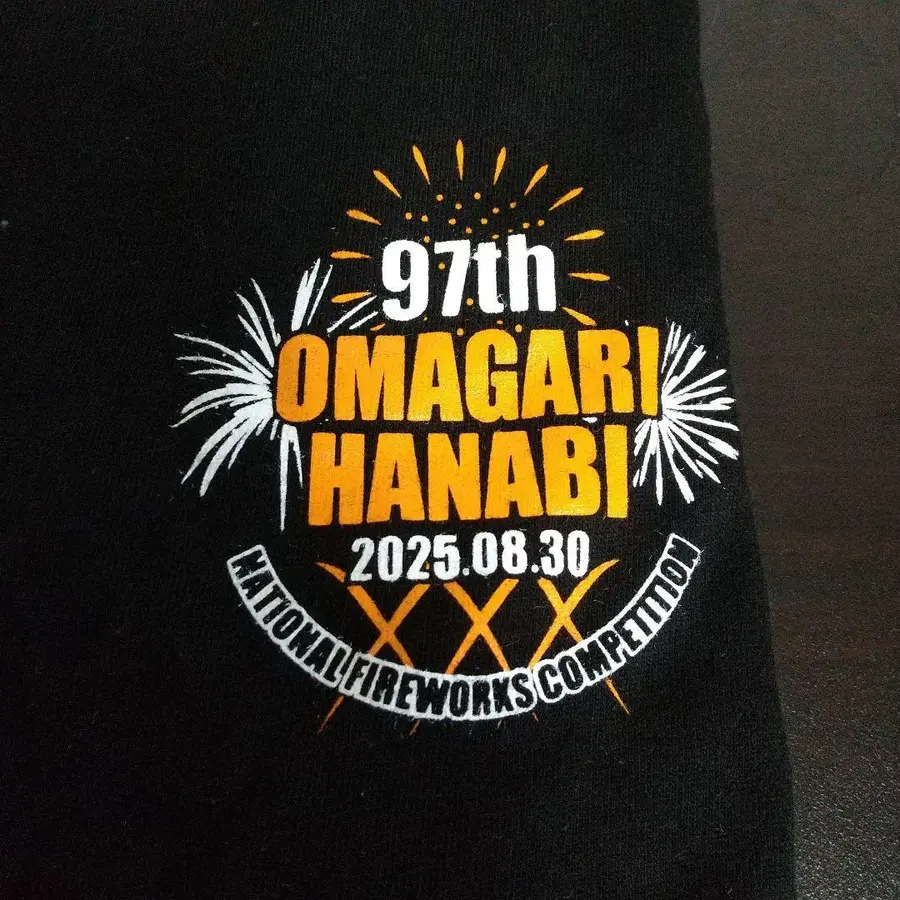 97th
OMAGARI
HANABI
2025.08.30
NATIONAL FIREWORKS COMPETITION